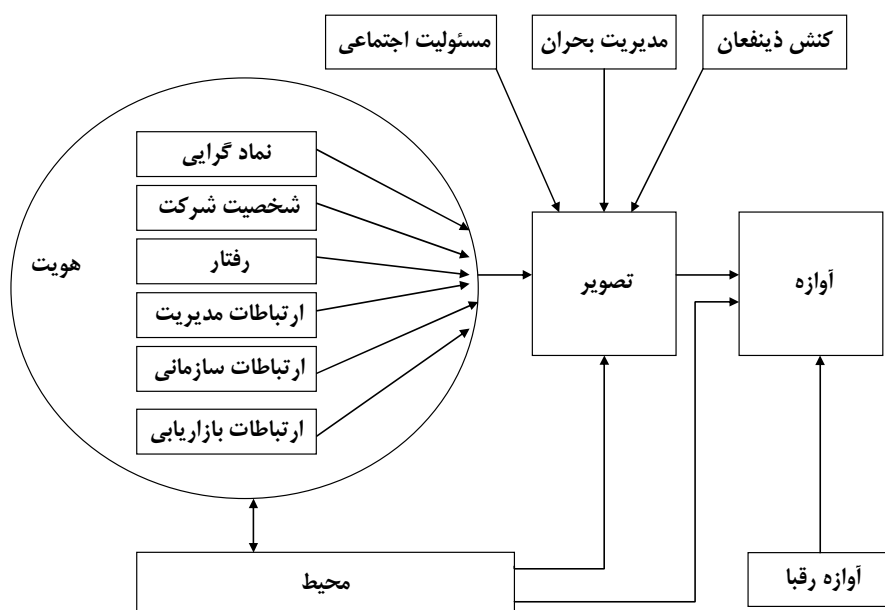 کنش ذینفعان
مدیریت بحران
مسئولیت اجتماعی
نماد گرایی
شخصیت شرکت
رفتار
ارتباطات مدیریت
ارتباطات سازمانی
ارتباطات بازاریابی
هویت
تصویر
آوازه
محیط
آوازه رقبا